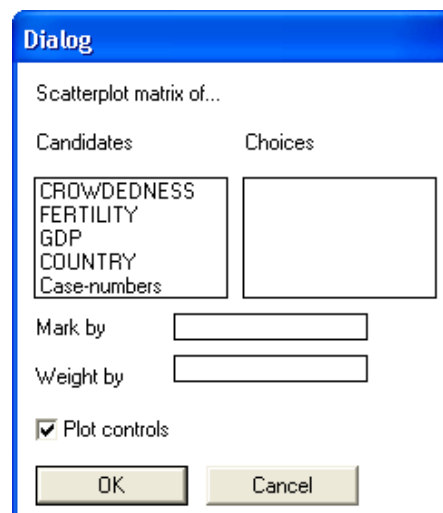 Dialog
Scatterplot matrix of...
Candidates Choices
CROWDEDNESS
FERTILITY
GDP
COUNTRY
Case-numbers
Mark by
Weight by
Plot controls
OK Cancel